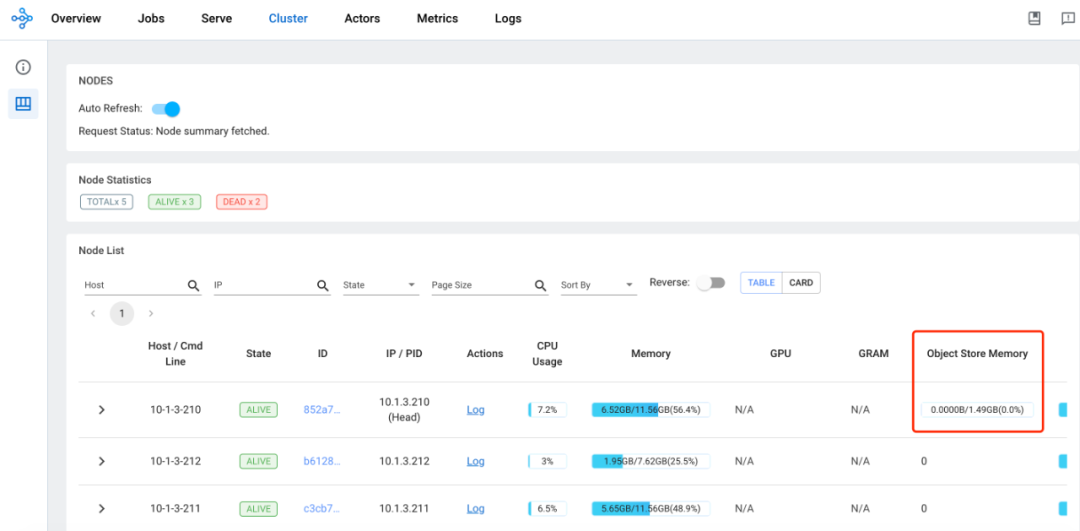 Overview Jobs Serve Cluster Actors Metrics Logs
NODES
Auto Refresh:
Request Status: Node summary fetched.
Node Statistics
TOTALx 5 ALIVE x 3 DEAD x 2
Node List
Host IP State Page Size Sort By Reverse: TABLE CARD
1
Host / Cmd
Line State ID IP / PID Actions CPU
Usage Memory GPU GRAM Object Store Memory
10-1-3-210 ALIVE 852a7... 10.1.3.210
(Head) Log 7.2% 6.52GB/11.56GB(56.4%) N/A N/A 0.0000B/1.49GB(0.0%)
10-1-3-212 ALIVE b6128... 10.1.3.212 Log 3% 1.95GB/7.62GB(25.5%) N/A N/A 0
10-1-3-211 ALIVE c3cb7... 10.1.3.211 Log 6.5% 5.65GB/11.56GB(48.9%) N/A N/A 0